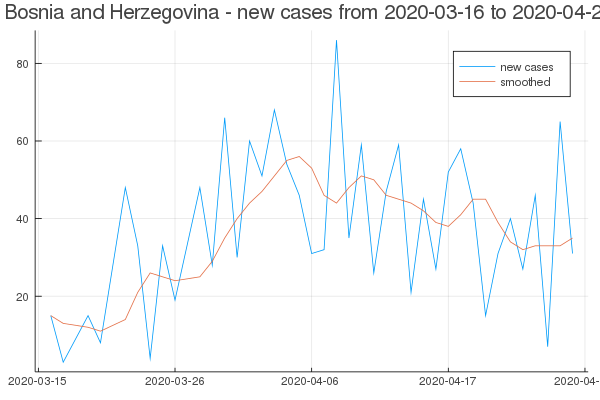 Bosnia and Herzegovina - new cases from 2020-03-16 to 2020-04-2
new cases
smoothed
80
60
40
20
2020-03-15 2020-03-26 2020-04-06 2020-04-17 2020-04-